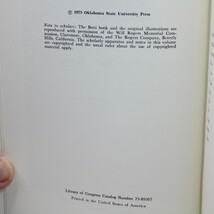 © 1973 Oklahoma State University Press
Note to scholars: The Bent book and the original illustrations are
reproduced with permission of the Will Rogers Memorial Com-
mission, Claremore, Oklahoma, and The Rogers Company, Beverly
Hills, California. The scholarly apparatus and notes in this volume
are copyrighted and the usual rules about the use of copyrighted
material apply.
Library of Congress Catalog Number
Printed in the United States of America